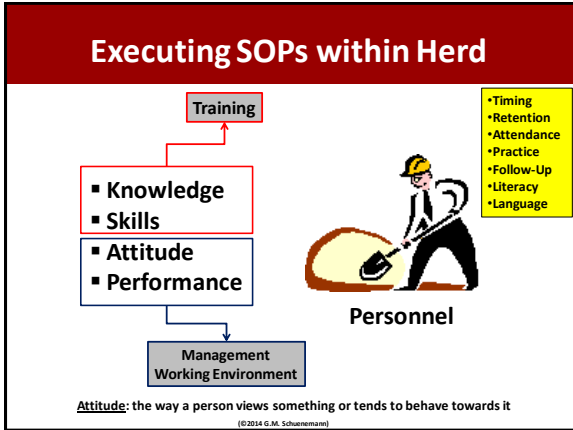 Executing SOPs within Herd
Training
▪ Knowledge
▪ Skills
▪ Attitude
▪ Performance
Management
Working Environment
•Timing
•Retention
•Attendance
•Practice
•Follow-Up
•Literacy
•Language
Personnel
Attitude: the way a person views something or tends to behave towards it
(©2014 G.M. Schuenemann)